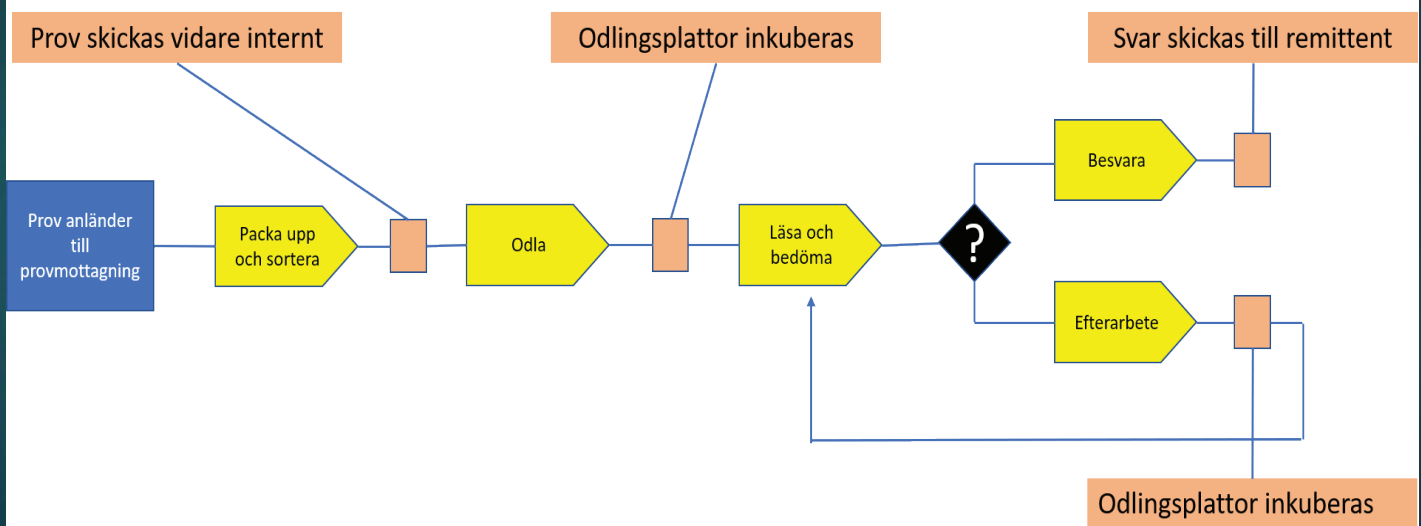 Prov skickas vidare internt
Odlingsplattor inkuberas
Svar skickas till remittent
Prov anländer
till
provmottagning
Packa upp
och sortera
Odla
Läsa och
bedöma
?
Besvara
Efterarbete
Odlingsplattor inkuberas